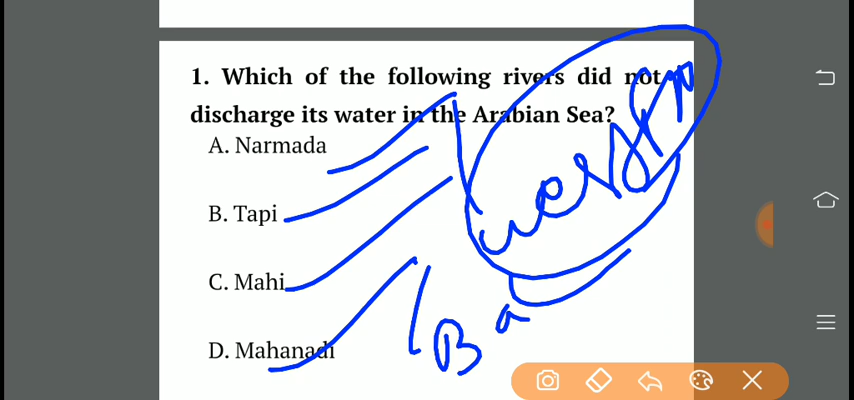 1. Which of the following rivers did not
discharge its water in the Arabian Sea?
A. Narmada
B. Tapi
C. Mahi
D. Mahanadi
Ba